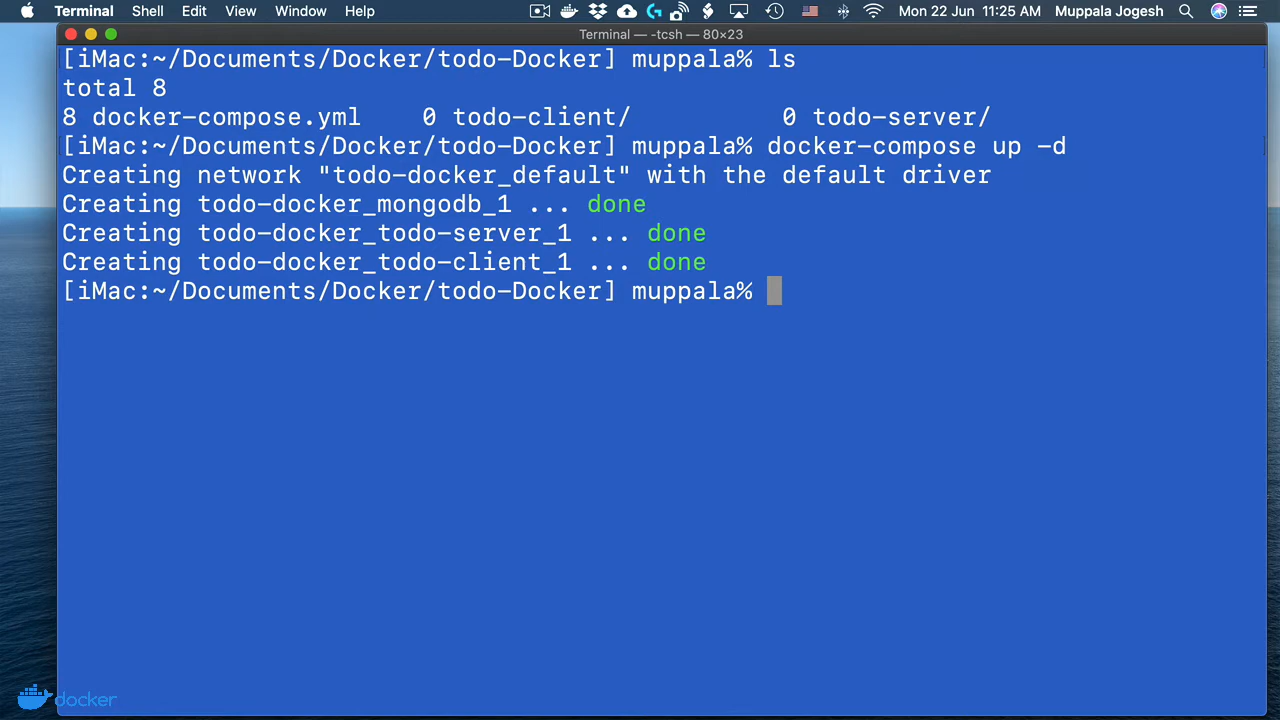 Terminal Shell Edit View Window Help Mon 22 Jun 11:25 AM Muppala Jogesh
Terminal — -tcsh — 80×23
[iMac:~/Documents/Docker/todo-Docker] muppala% ls
total 8
8 docker-compose.yml 0 todo-client/ 0 todo-server/
[iMac:~/Documents/Docker/todo-Docker] muppala% docker-compose up -d
Creating network "todo-docker_default" with the default driver
Creating todo-docker_mongodb_1 ... done
Creating todo-docker_todo-server_1 ... done
Creating todo-docker_todo-client_1 ... done
[iMac:~/Documents/Docker/todo-Docker] muppala%
docker